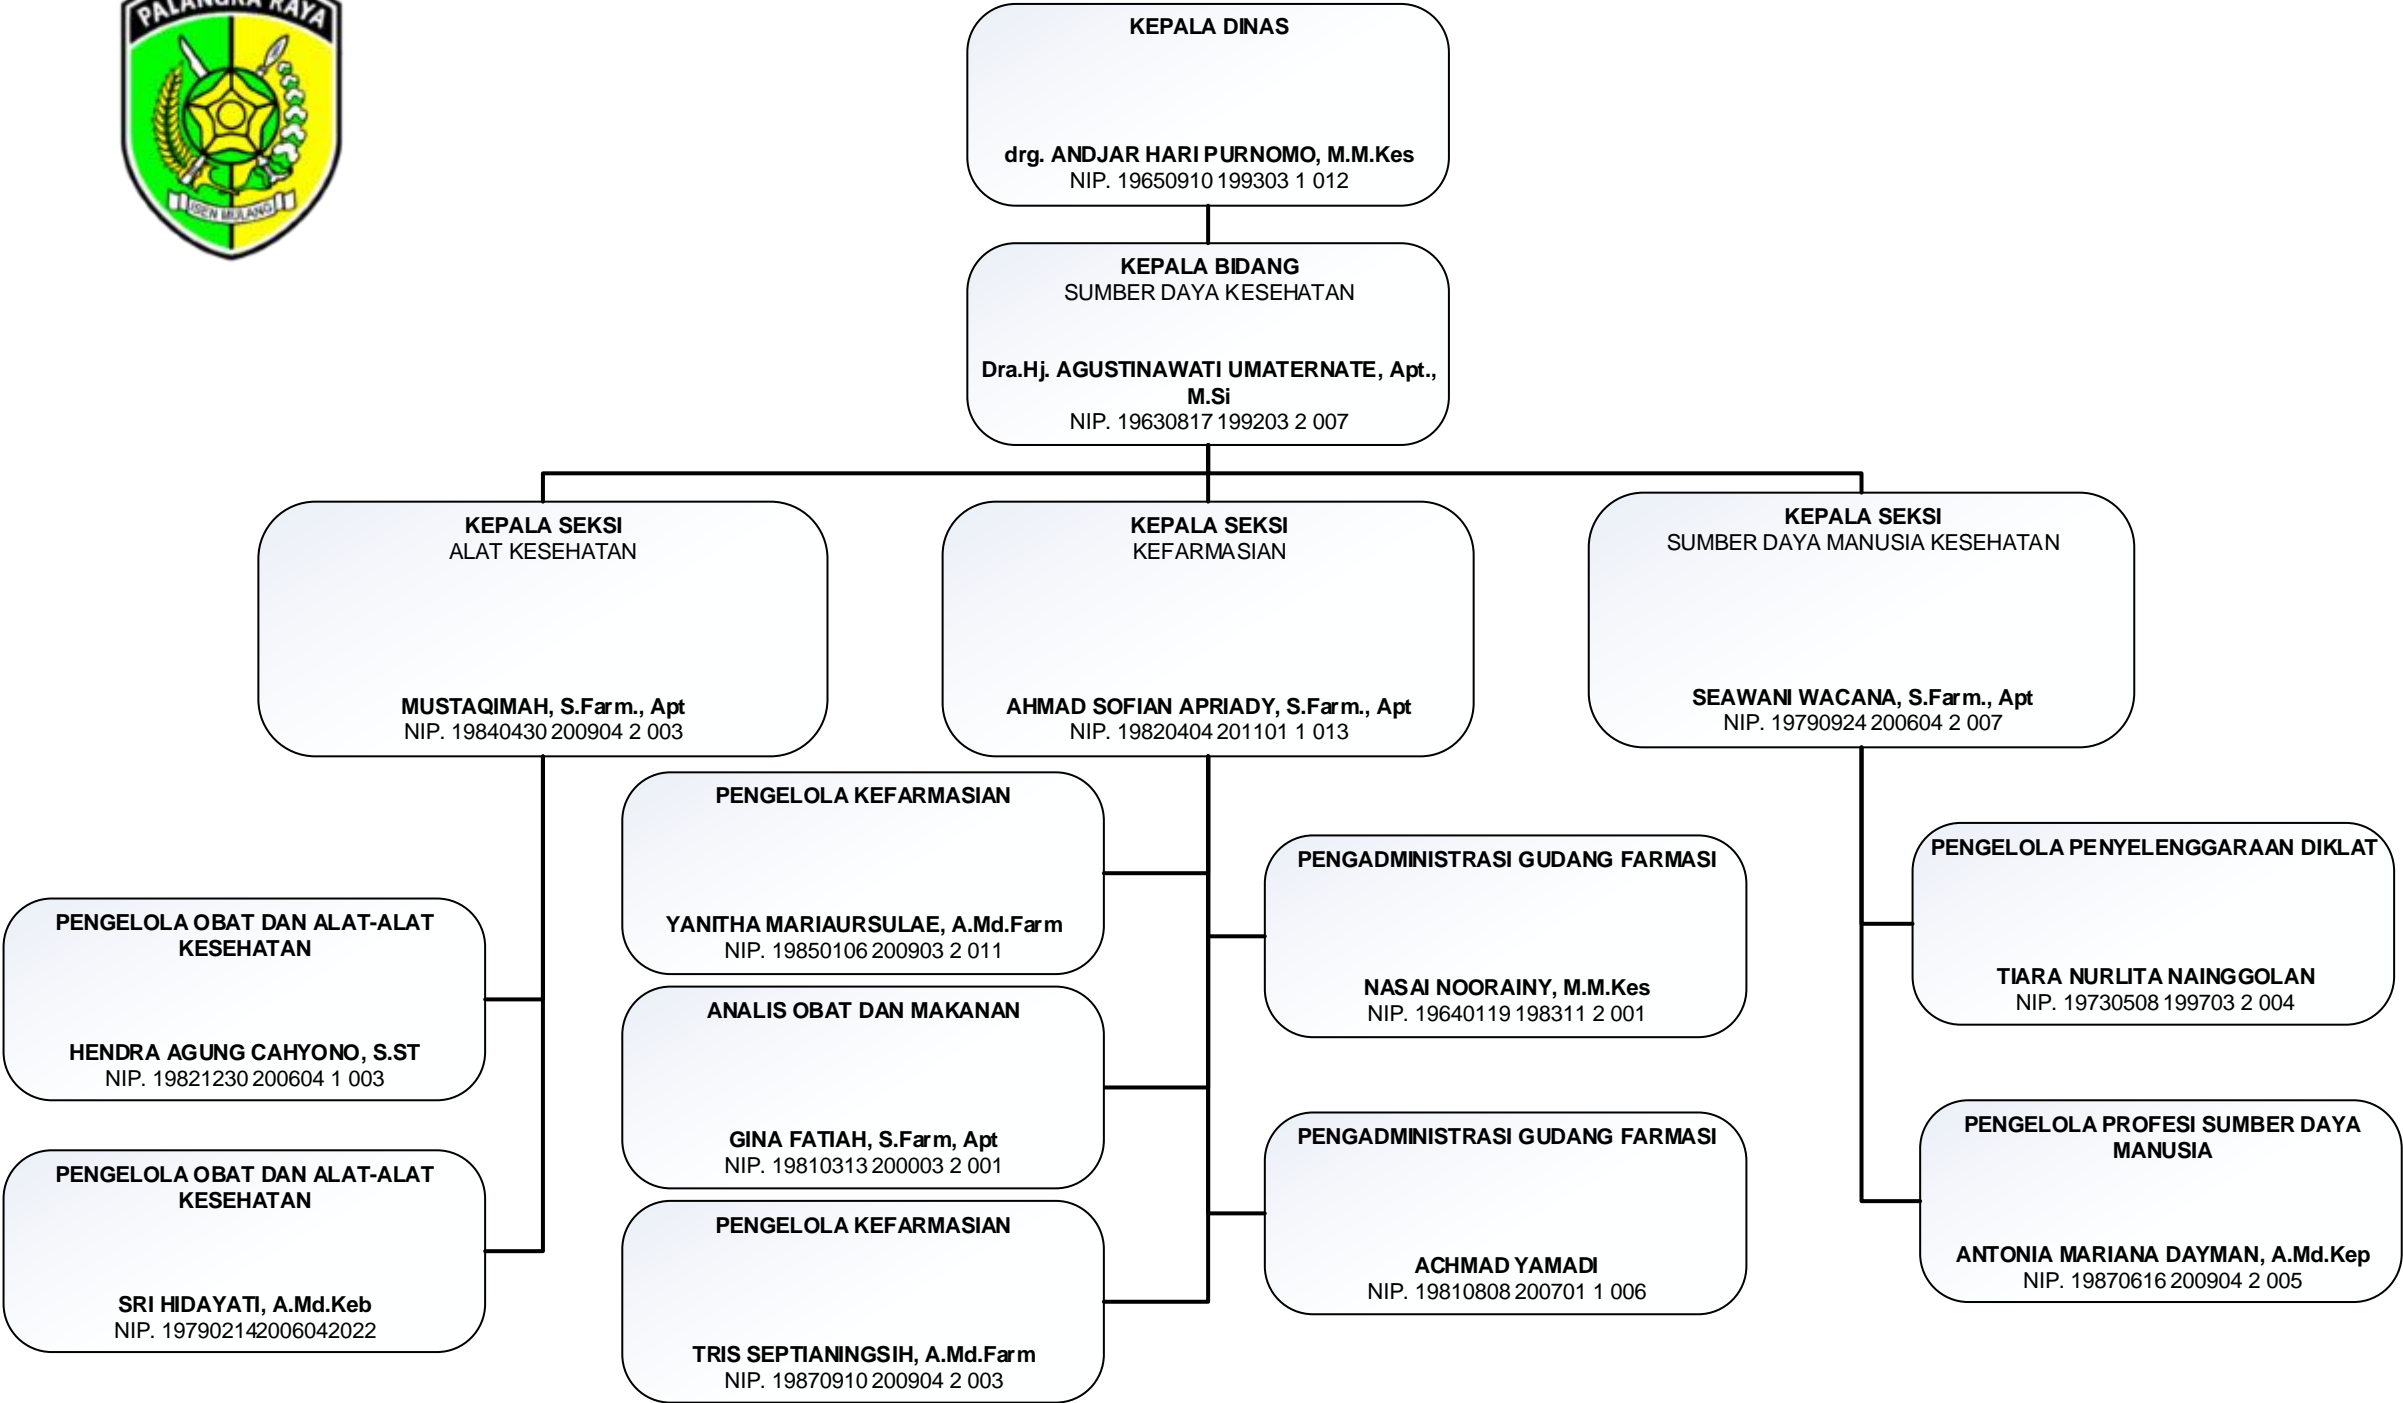 PALANGKA RAYA
ISEN MULANG
KEPALA DINAS
drg. ANDJAR HARI PURNOMO, M.M.Kes
NIP. 19650910 199303 1 012
KEPALA BIDANG
SUMBER DAYA KESEHATAN
Dra.Hj. AGUSTINAWATI UMATERNATE, Apt.,
M.Si
NIP. 19630817 199203 2 007
KEPALA SEKSI
ALAT KESEHATAN
MUSTAQIMAH, S.Farm., Apt
NIP. 19840430 200904 2 003
KEPALA SEKSI
KEFARMASIAN
AHMAD SOFIAN APRIADY, S.Farm., Apt
NIP. 19820404 201101 1 013
KEPALA SEKSI
SUMBER DAYA MANUSIA KESEHATAN
SEAWANI WACANA, S.Farm., Apt
NIP. 19790924 200604 2 007
PENGELOLA OBAT DAN ALAT-ALAT
KESEHATAN
HENDRA AGUNG CAHYONO, S.ST
NIP. 19821230 200604 1 003
PENGELOLA OBAT DAN ALAT-ALAT
KESEHATAN
SRI HIDAYATI, A.Md.Keb
NIP. 197902142006042022
PENGELOLA KEFARMASIAN
YANITHA MARIAURSULAE, A.Md.Farm
NIP. 19850106 200903 2 011
ANALIS OBAT DAN MAKANAN
GINA FATIAH, S.Farm, Apt
NIP. 19810313 200003 2 001
PENGELOLA KEFARMASIAN
TRIS SEPTIANINGSIH, A.Md.Farm
NIP. 19870910 200904 2 003
PENGADMINISTRASI GUDANG FARMASI
NASAI NOORAINY, M.M.Kes
NIP. 19640119 198311 2 001
PENGADMINISTRASI GUDANG FARMASI
ACHMAD YAMADI
NIP. 19810808 200701 1 006
PENGELOLA PENYELENGGARAAN DIKLAT
TIARA NURLITA NAINGGOLAN
NIP. 19730508 199703 2 004
PENGELOLA PROFESI SUMBER DAYA
MANUSIA
ANTONIA MARIANA DAYMAN, A.Md.Kep
NIP. 19870616 200904 2 005